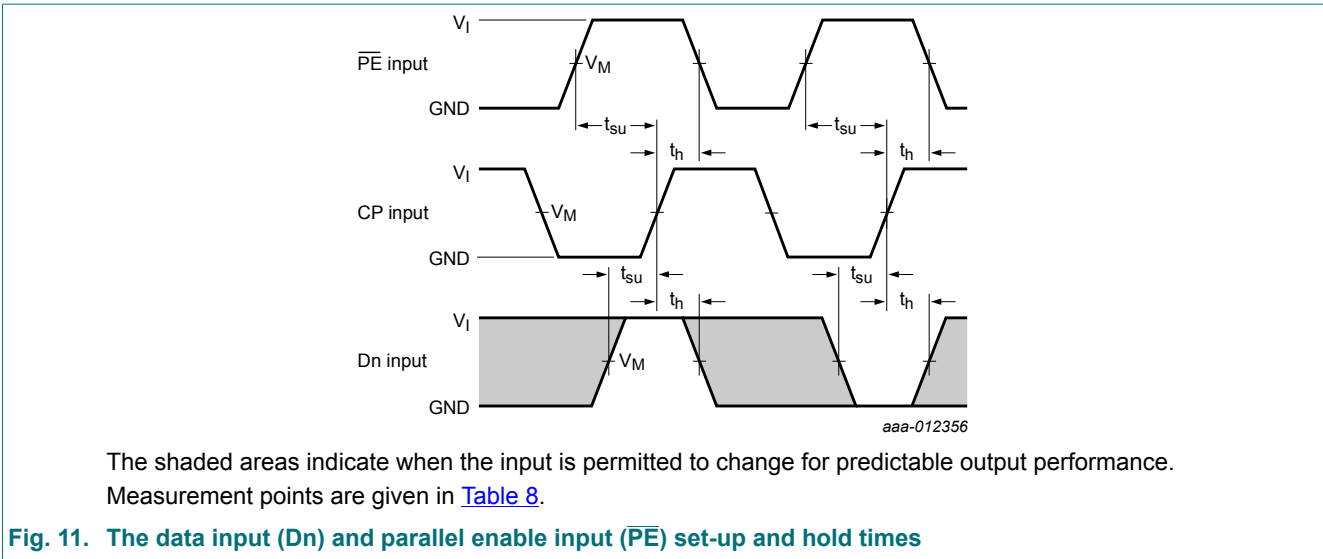 V_I
P̅E̅ input
V_M
GND
t_su
t_su
t_h
t_h
V_I
CP input
V_M
GND
t_su
t_su
t_h
t_h
V_I
Dn input
V_M
GND
aaa-012356
The shaded areas indicate when the input is permitted to change for predictable output performance.
Measurement points are given in Table 8.
Fig. 11. The data input (Dn) and parallel enable input (P̅E̅) set-up and hold times